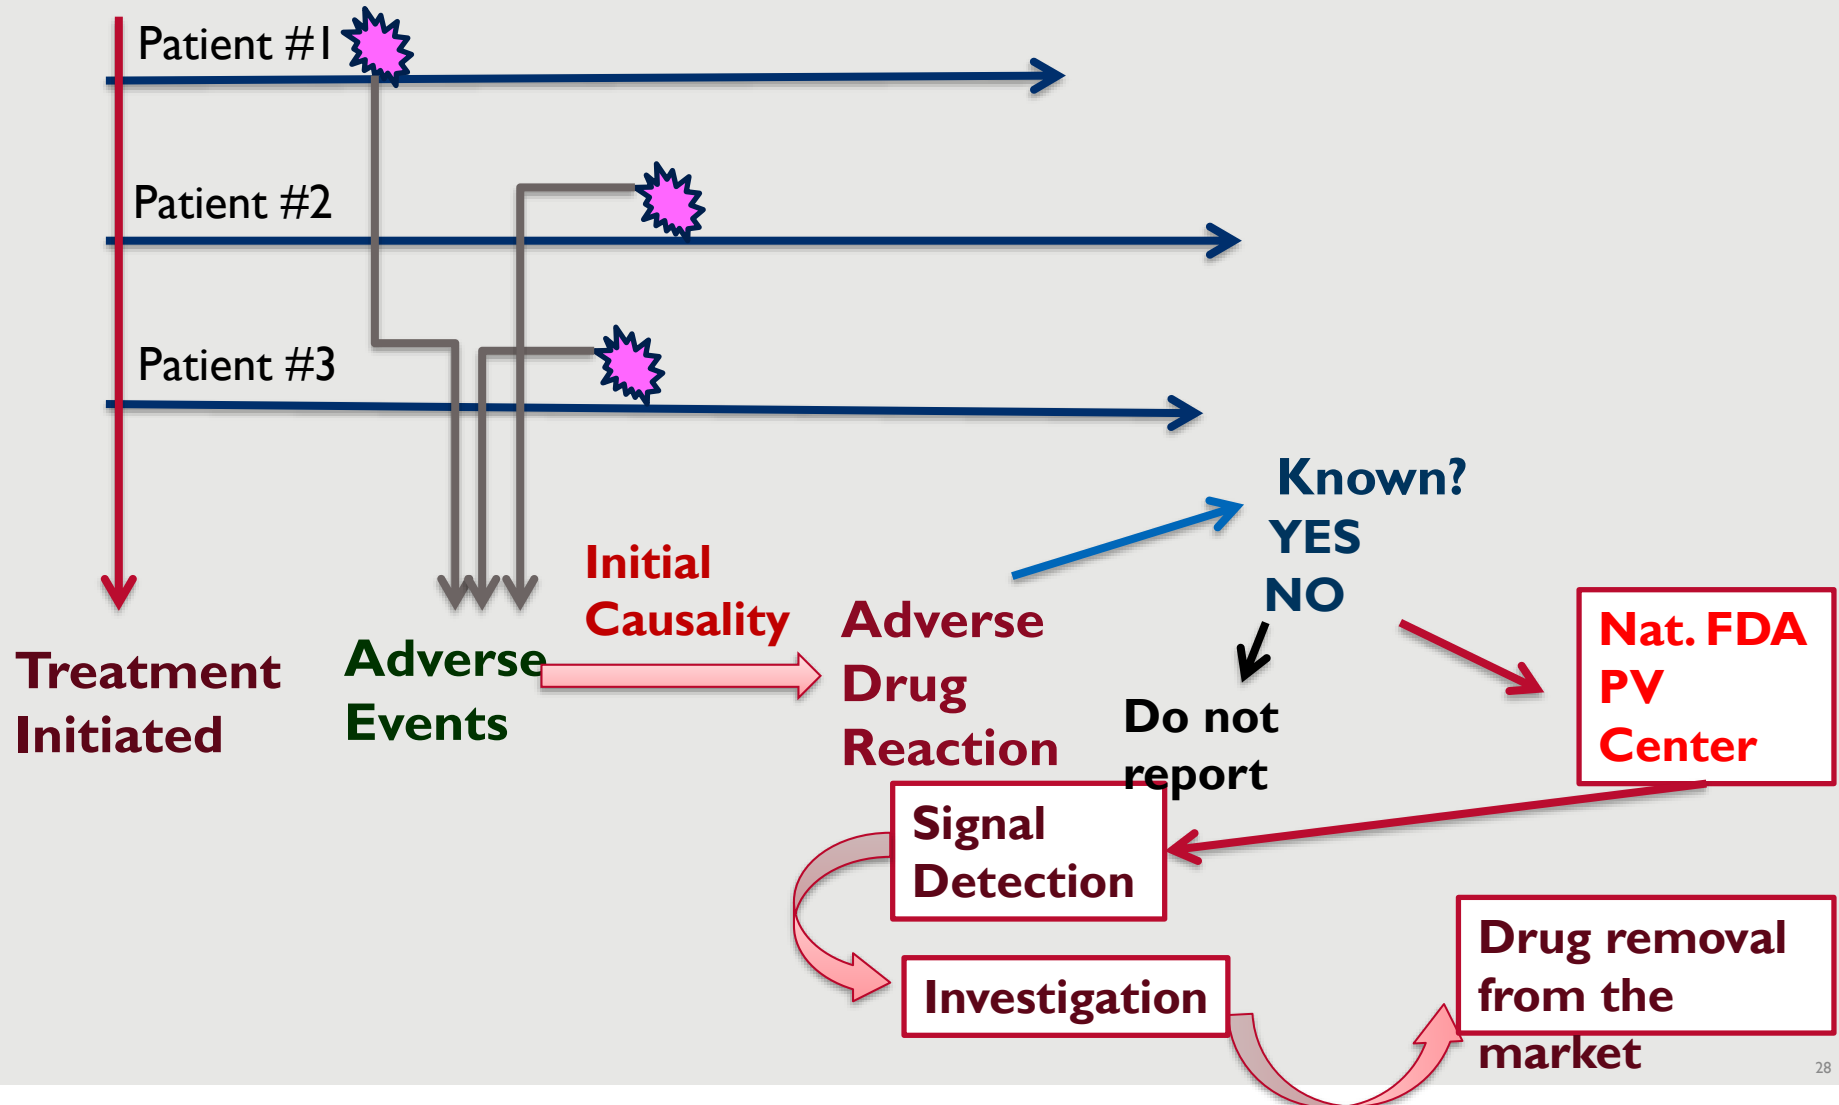 Patient #1
Patient #2
Patient #3
Known?
YES
NO
Initial
Causality
Treatment
Initiated
Adverse
Events
Adverse
Drug
Reaction
Do not
report
Nat. FDA
PV
Center
Signal
Detection
Investigation
Drug removal
from the
market
28